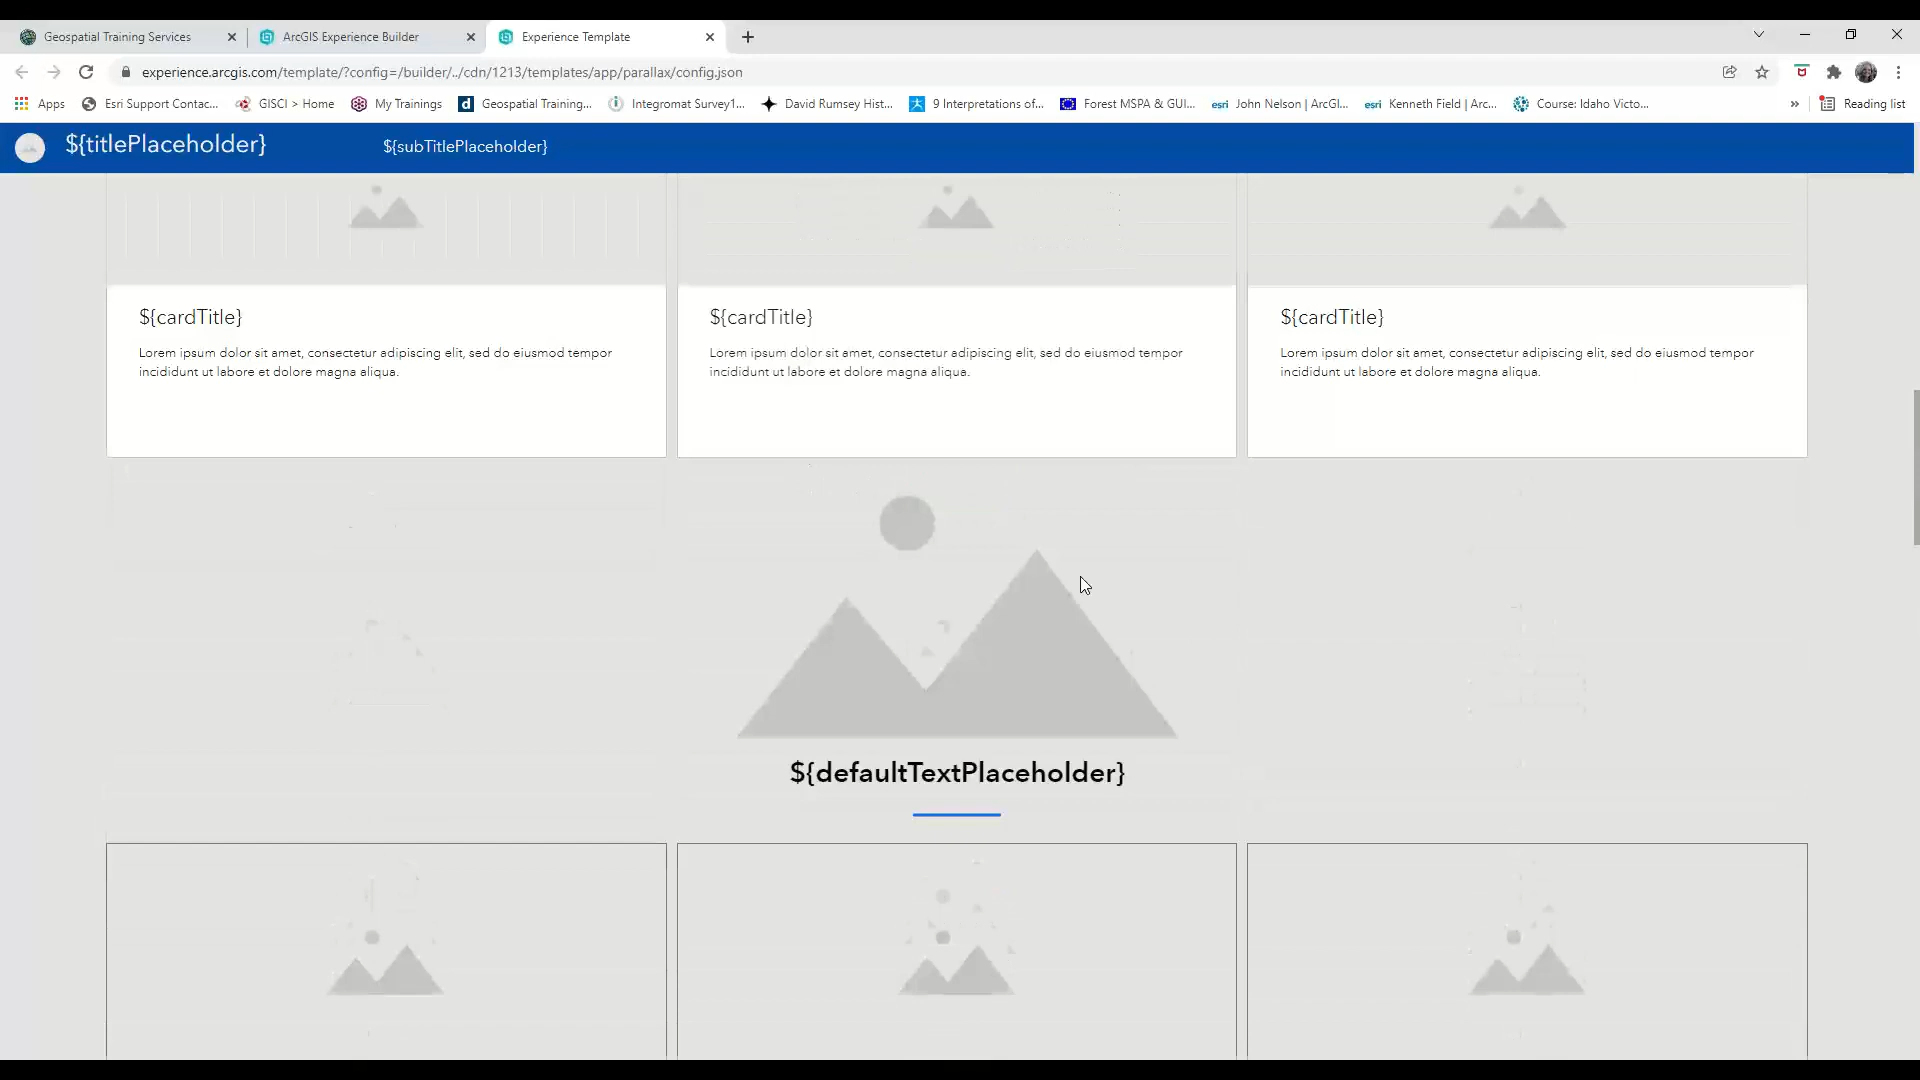 Geospatial Training Services
ArcGIS Experience Builder
Experience Template
experience.arcgis.com/template/?config=/builder/../cdn/1213/templates/app/parallax/config.json
Apps
Esri Support Contac...
GISCI > Home
My Trainings
d
Geospatial Training...
Integromat Survey1...
David Rumsey Hist...
9 Interpretations of...
Forest MSPA & GUI...
esri
John Nelson | ArcGI...
esri
Kenneth Field | Arc...
Course: Idaho Victo...
»
Reading list
${titlePlaceholder}
${subTitlePlaceholder}
${cardTitle}
Lorem ipsum dolor sit amet, consectetur adipiscing elit, sed do eiusmod tempor
incididunt ut labore et dolore magna aliqua.
${cardTitle}
Lorem ipsum dolor sit amet, consectetur adipiscing elit, sed do eiusmod tempor
incididunt ut labore et dolore magna aliqua.
${cardTitle}
Lorem ipsum dolor sit amet, consectetur adipiscing elit, sed do eiusmod tempor
incididunt ut labore et dolore magna aliqua.
${defaultTextPlaceholder}